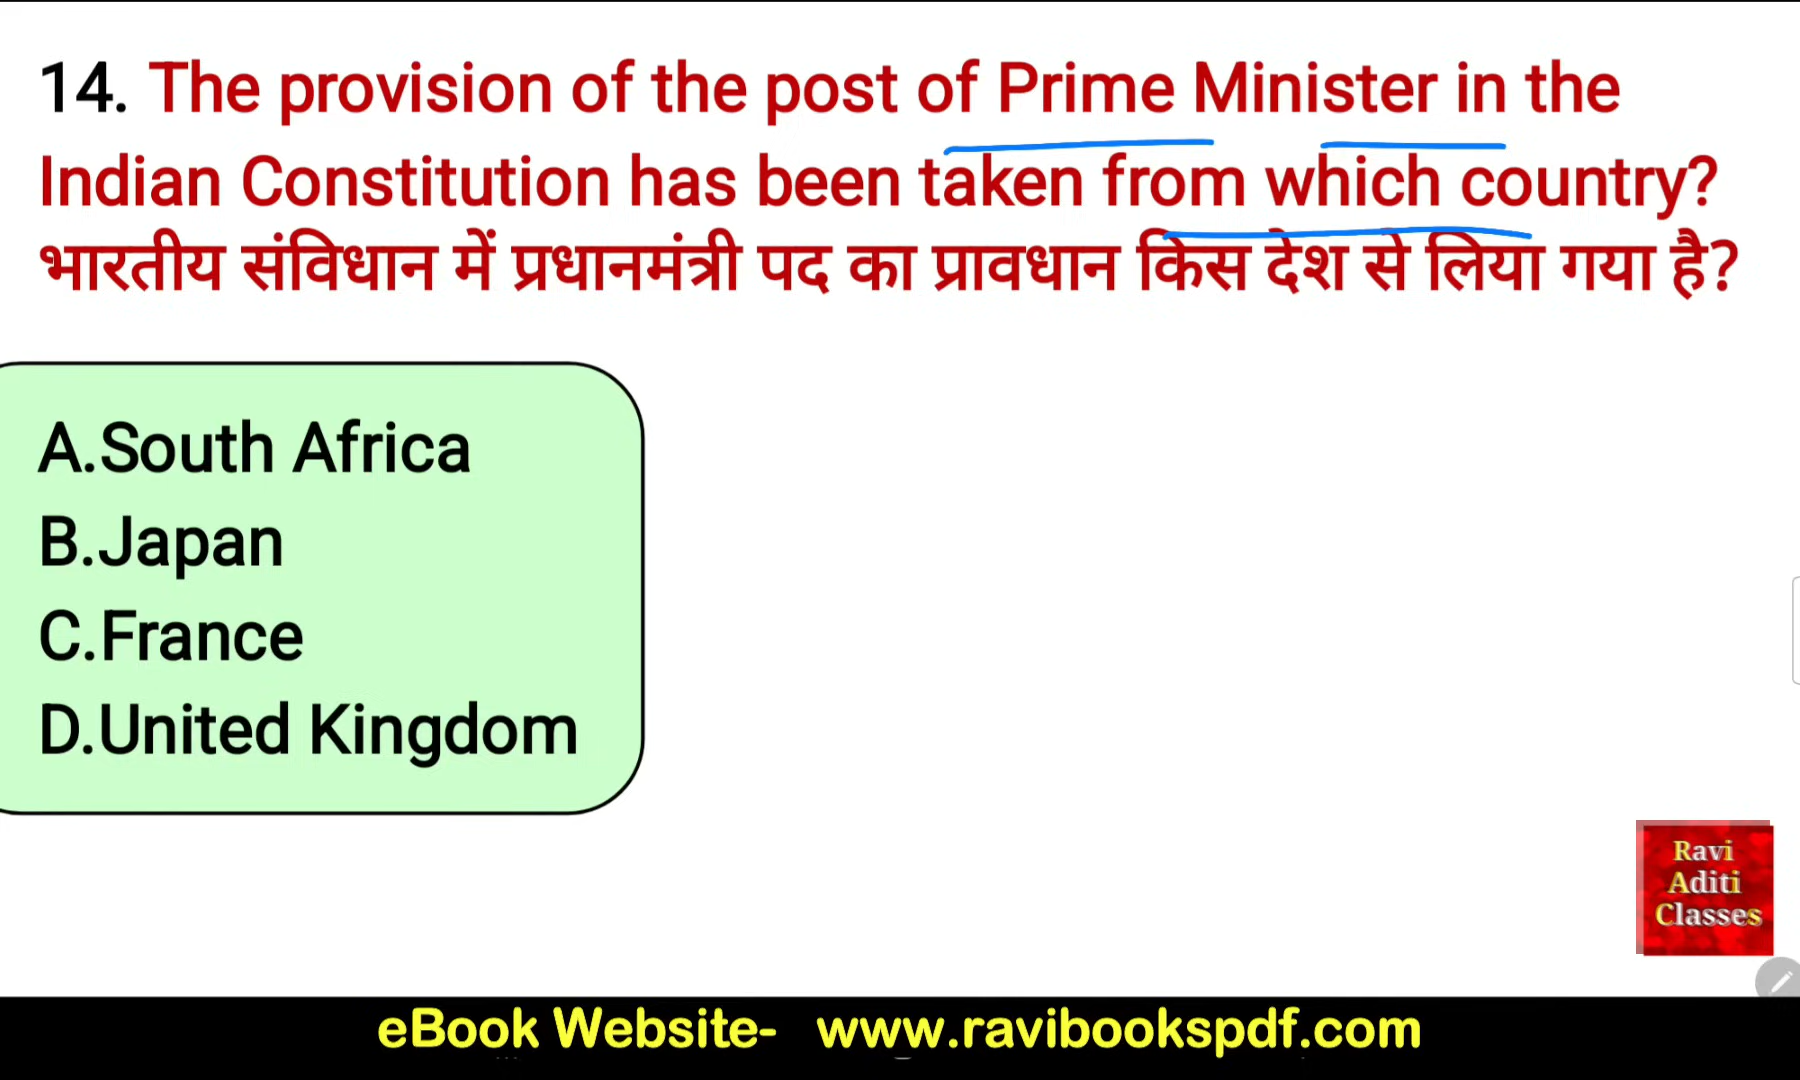 14. The provision of the post of Prime Minister in the
Indian Constitution has been taken from which country?
भारतीय संविधान में प्रधानमंत्री पद का प्रावधान किस देश से लिया गया है?
A.South Africa
B.Japan
C.France
D.United Kingdom
Ravi
Aditi
Classes
eBook Website- www.ravibookspdf.com